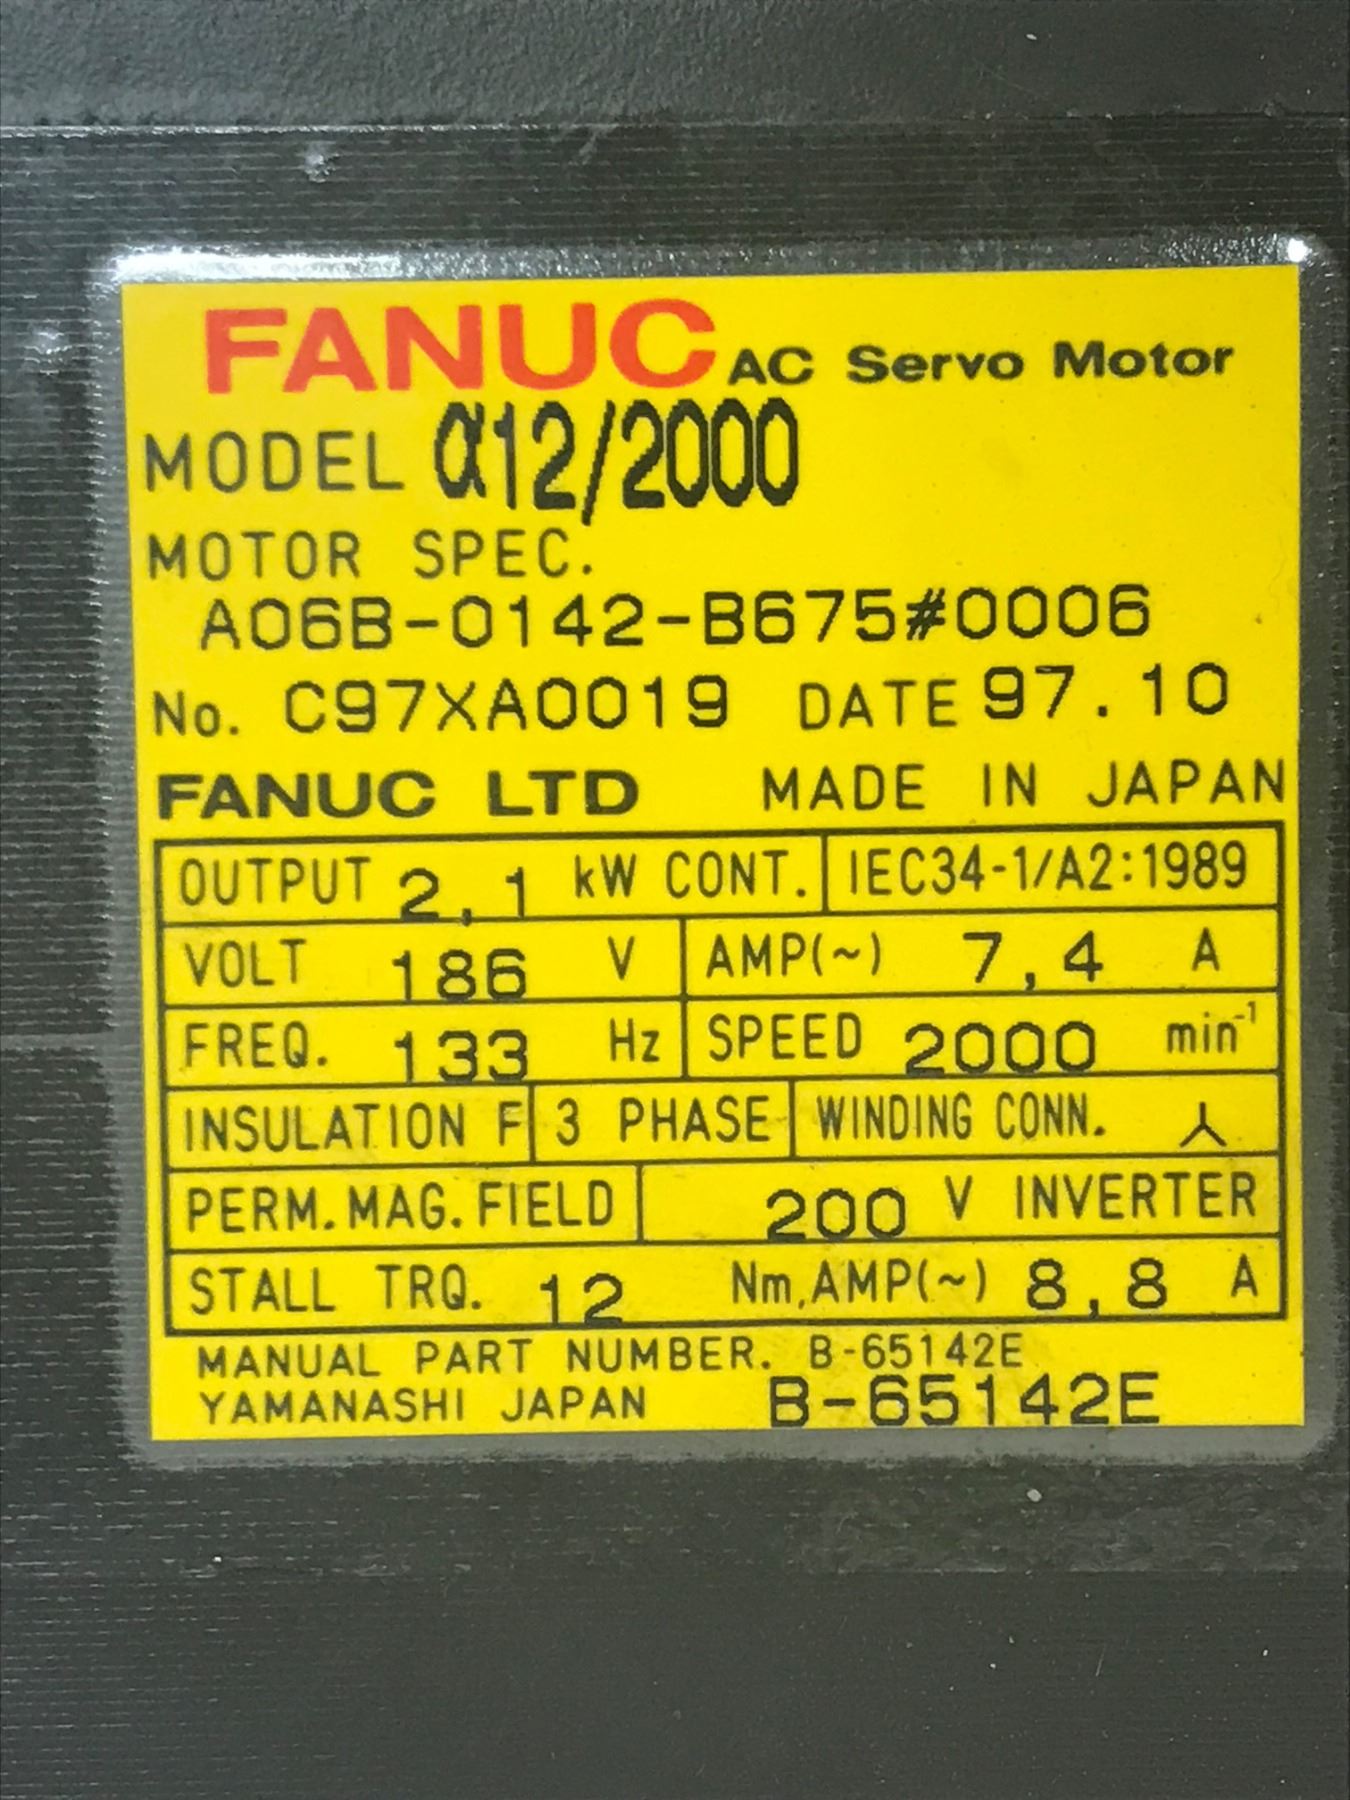 FANUC AC Servo Motor
MODEL α12/2000
MOTOR SPEC.
A06B-0142-B675#0006
No. C97XA0019 DATE 97.10
FANUC LTD MADE IN JAPAN
OUTPUT 2,1 kW CONT. IEC34-1/A2:1989
VOLT 186 V AMP(~) 7,4 A
FREQ. 133 Hz SPEED 2000 min-1
INSULATION F 3 PHASE WINDING CONN. ⅄
PERM.MAG.FIELD 200 V INVERTER
STALL TRQ. 12 Nm,AMP(~) 8,8 A
MANUAL PART NUMBER. B-65142E
YAMANASHI JAPAN B-65142E